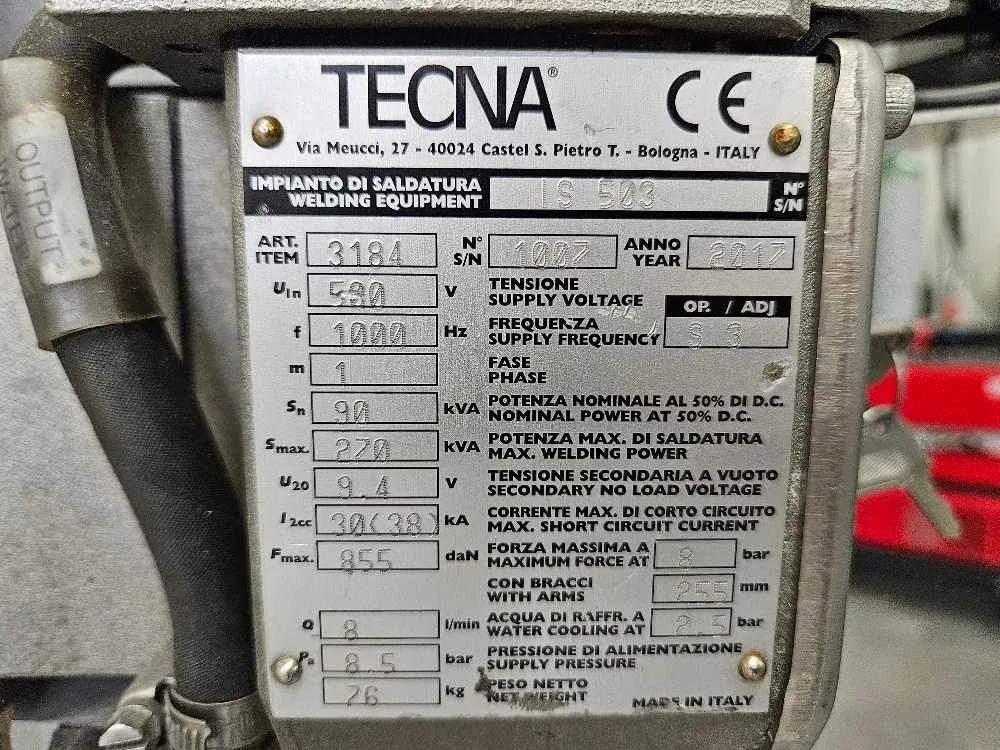 TECNA® CE
Via Meucci, 27 - 40024 Castel S. Pietro T. - Bologna - ITALY
IMPIANTO DI SALDATURA
WELDING EQUIPMENT IS 503 N° S/N
ART. ITEM 3184 N° S/N 1007 ANNO YEAR 2017
U1n V TENSIONE
SUPPLY VOLTAGE OP. / ADJ
f 1000 Hz FREQUENZA
SUPPLY FREQUENCY S 3
m 1 FASE
PHASE
Sn 90 kVA POTENZA NOMINALE AL 50% DI D.C.
NOMINAL POWER AT 50% D.C.
Smax. 270 kVA POTENZA MAX. DI SALDATURA
MAX. WELDING POWER
U20 9.4 V TENSIONE SECONDARIA A VUOTO
SECONDARY NO LOAD VOLTAGE
I2cc 30(38) kA CORRENTE MAX. DI CORTO CIRCUITO
MAX. SHORT CIRCUIT CURRENT
Fmax. 855 daN FORZA MASSIMA A
MAXIMUM FORCE AT 8 bar
CON BRACCI
WITH ARMS 255 mm
Q 8 l/min ACQUA DI RAFFR. A
WATER COOLING AT 2.5 bar
Pa 8.5 bar PRESSIONE DI ALIMENTAZIONE
SUPPLY PRESSURE
76 kg PESO NETTO
NET WEIGHT
MADE IN ITALY
OUTPUT
WATER